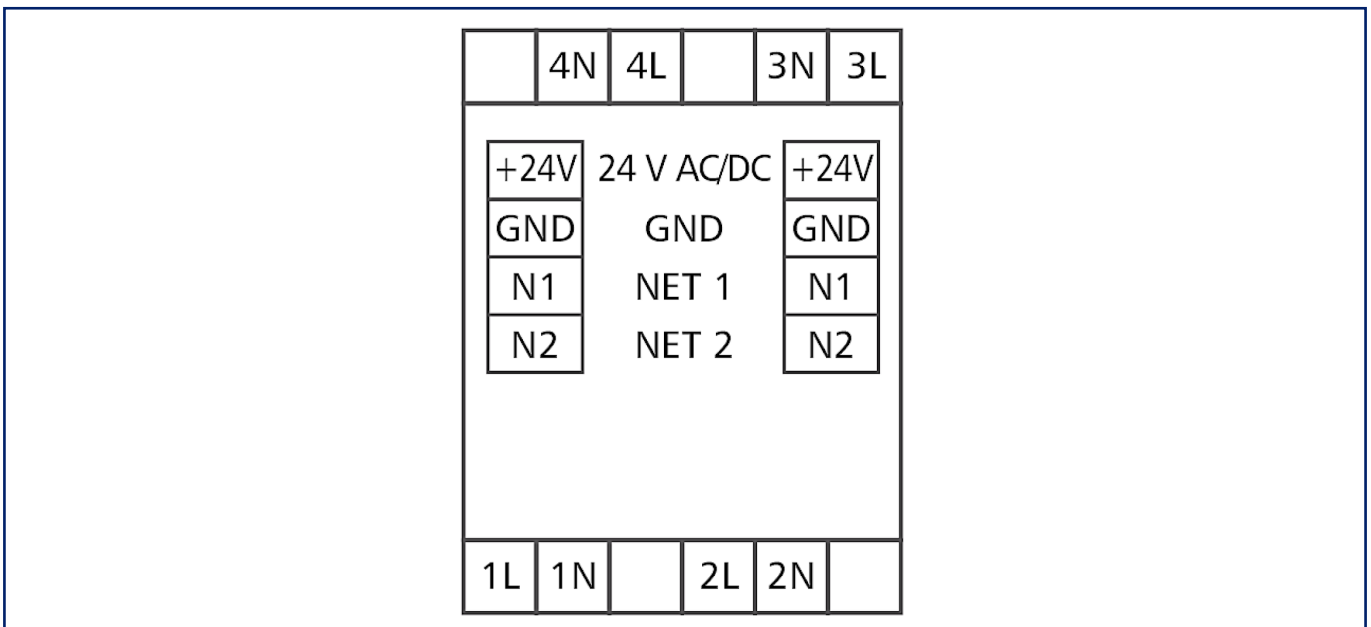 4N 4L 3N 3L
+24V 24 V AC/DC +24V
GND GND GND
N1 NET 1 N1
N2 NET 2 N2
1L 1N 2L 2N